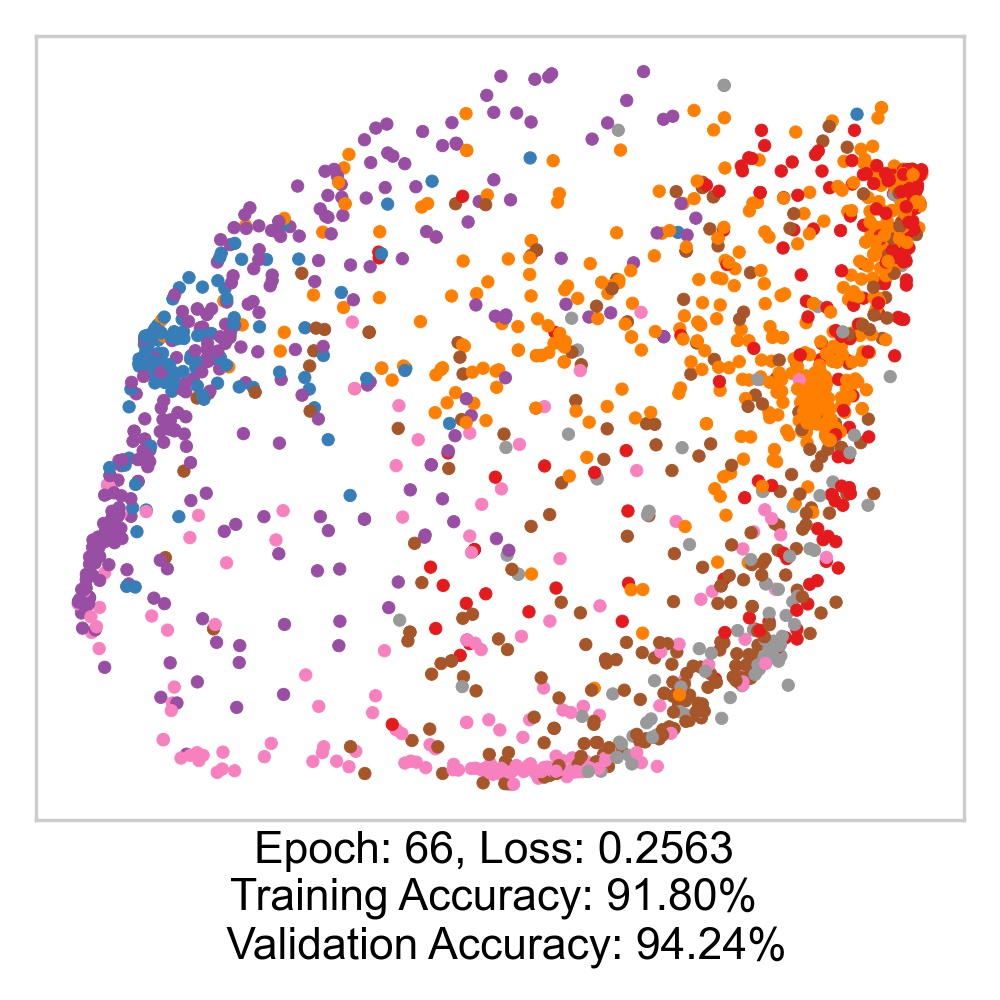 Epoch: 66, Loss: 0.2563
Training Accuracy: 91.80%
Validation Accuracy: 94.24%